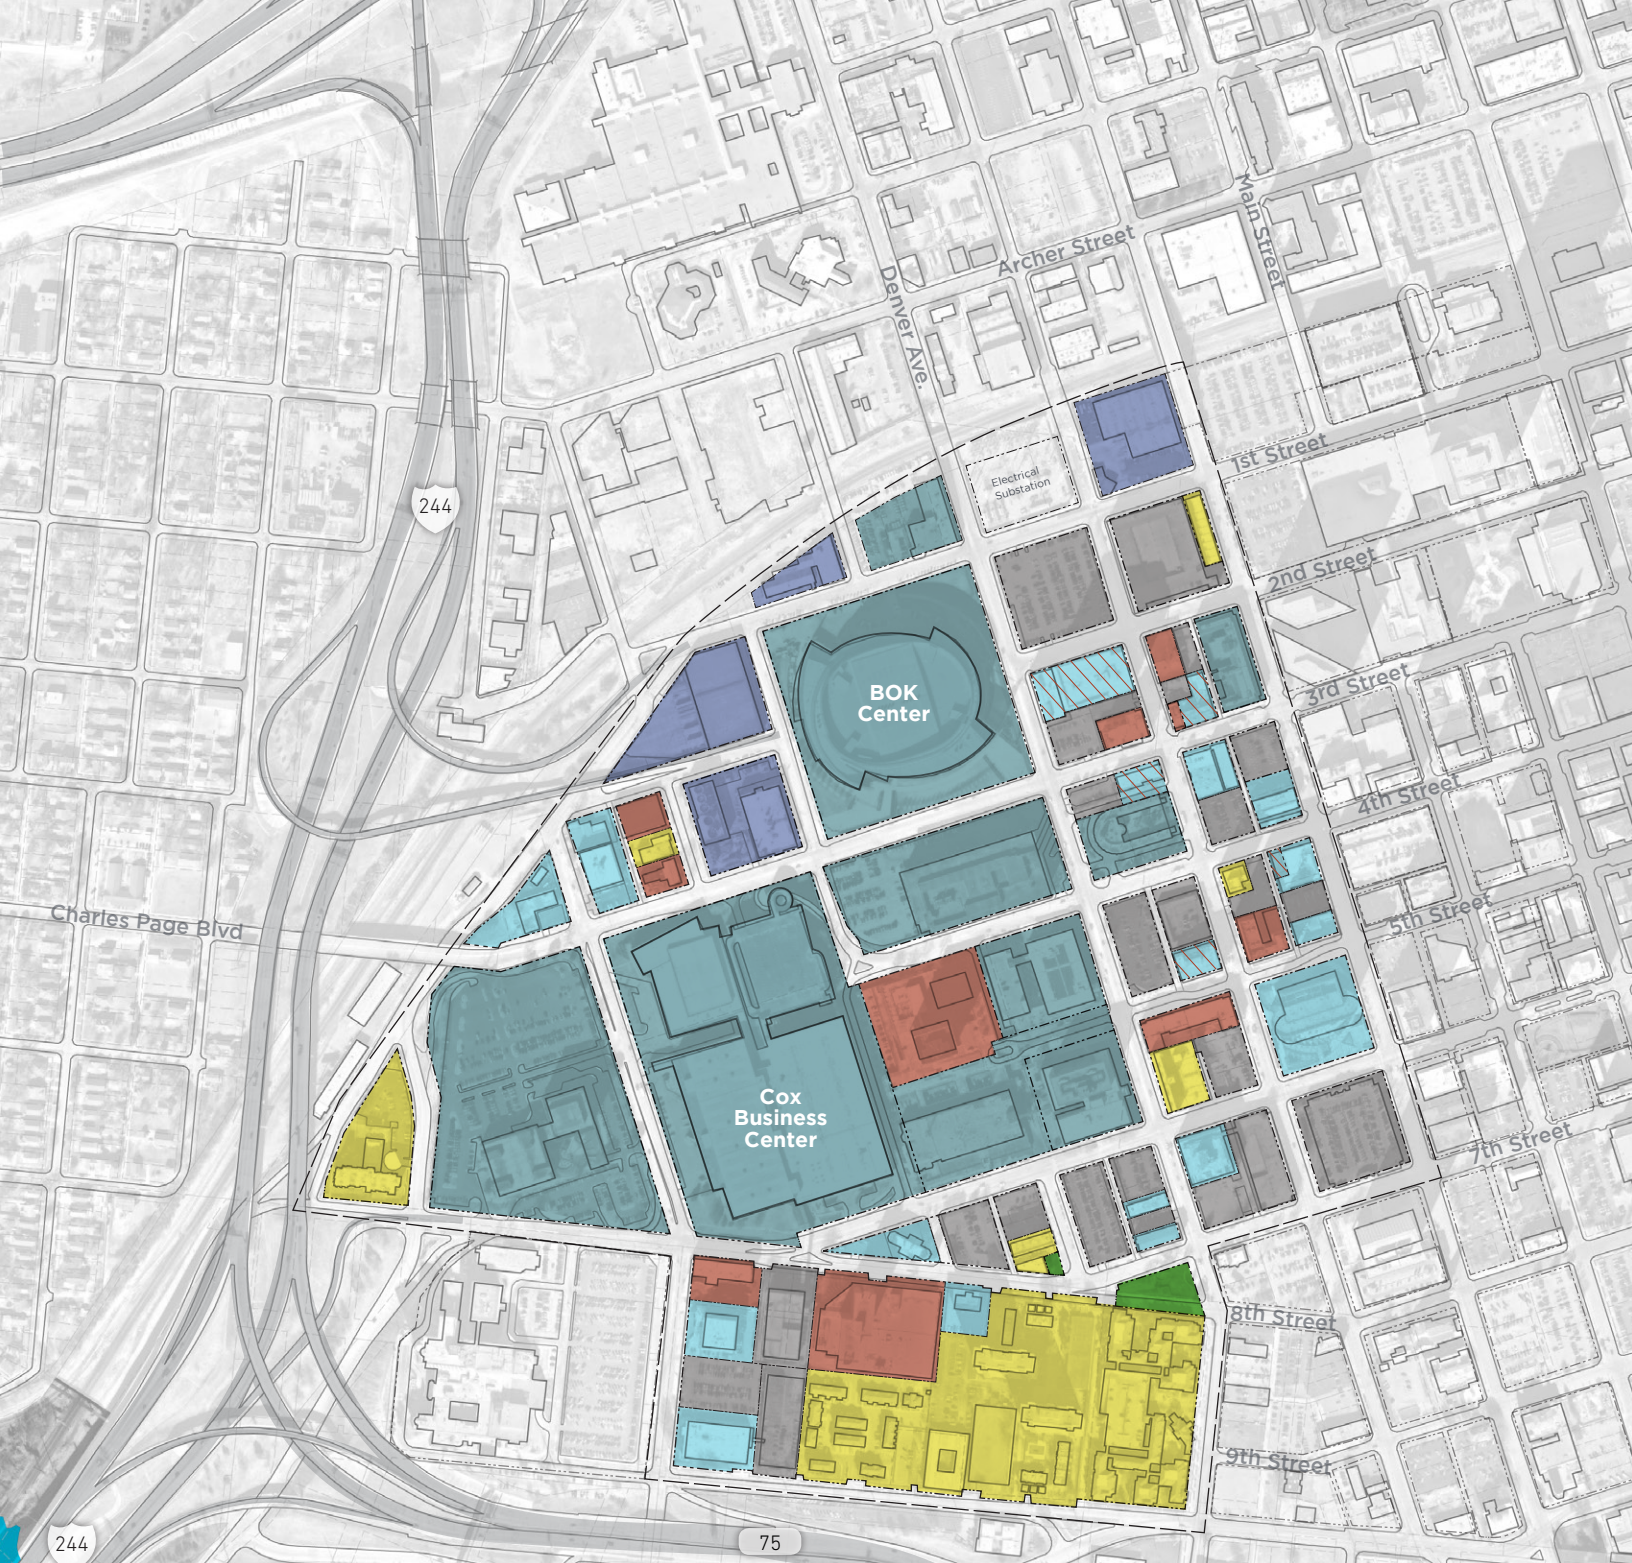 Main Street
Archer Street
Denver Ave.
1st Street
Electrical
Substation
244
2nd Street
3rd Street
BOK
Center
4th Street
5th Street
Charles Page Blvd
Cox
Business
Center
7th Street
8th Street
9th Street
244
75